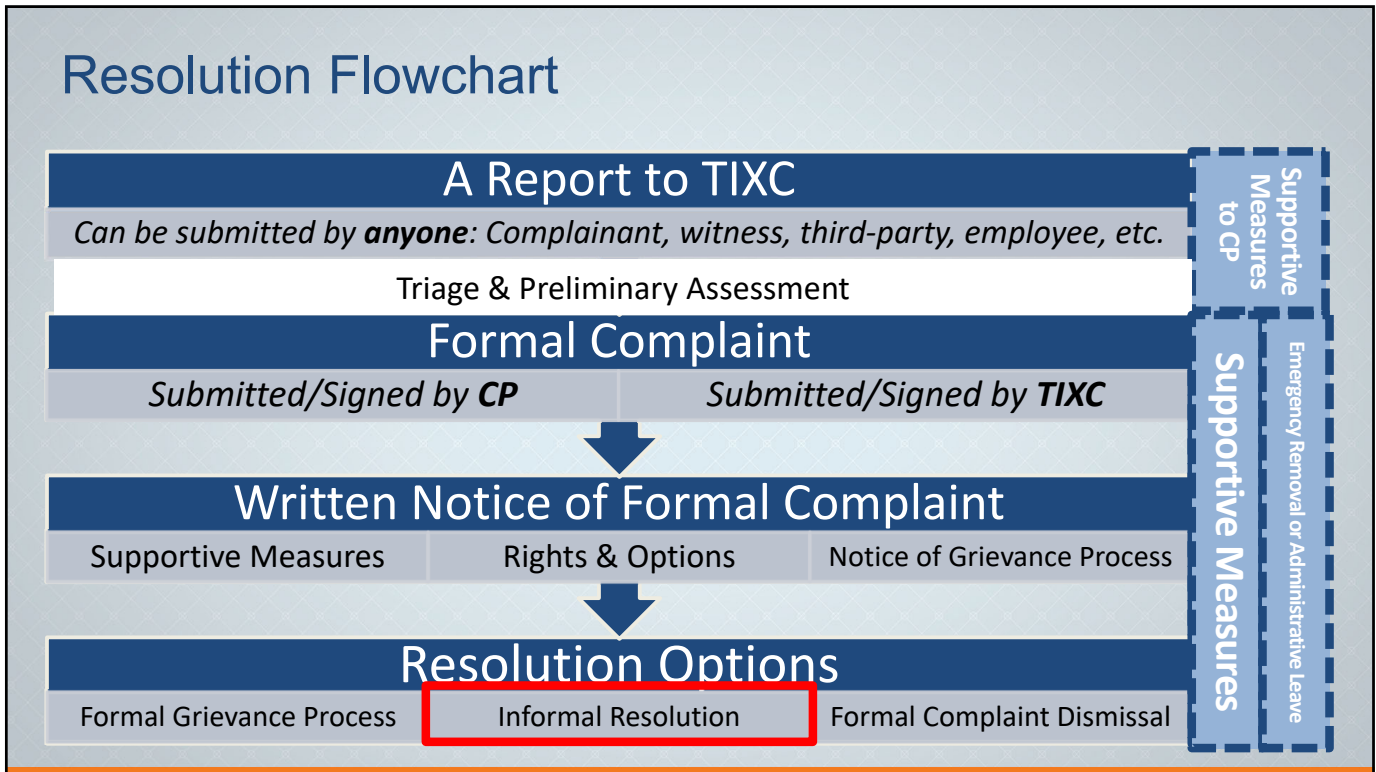 Resolution Flowchart
A Report to TIXC
Can be submitted by anyone: Complainant, witness, third-party, employee, etc.
Triage & Preliminary Assessment
Formal Complaint
Submitted/Signed by CP
Submitted/Signed by TIXC
Written Notice of Formal Complaint
Supportive Measures
Rights & Options
Notice of Grievance Process
Resolution Options
Formal Grievance Process
Informal Resolution
Formal Complaint Dismissal
Supportive
Measures
to CP
Supportive Measures
Emergency Removal or Administrative Leave